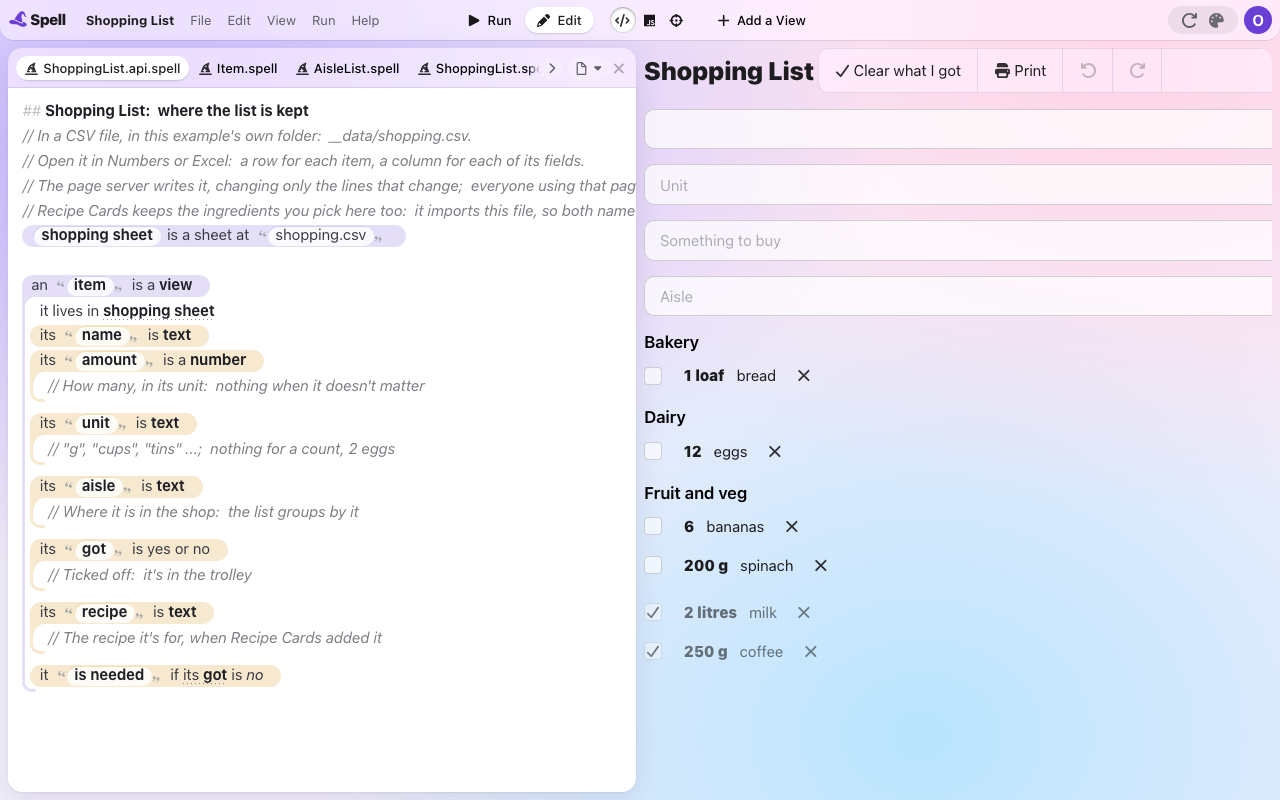 Spell Shopping List File Edit View Run Help Run Edit </> JS + Add a View O
ShoppingList.api.spell Item.spell AisleList.spell ShoppingList.spe
## Shopping List: where the list is kept
// In a CSV file, in this example's own folder: __data/shopping.csv.
// Open it in Numbers or Excel: a row for each item, a column for each of its fields.
// The page server writes it, changing only the lines that change; everyone using that pag
// Recipe Cards keeps the ingredients you pick here too: it imports this file, so both name
shopping sheet is a sheet at “ shopping.csv „
an “ item „ is a view
it lives in shopping sheet
its “ name „ is text
its “ amount „ is a number
// How many, in its unit: nothing when it doesn't matter
its “ unit „ is text
// "g", "cups", "tins" ...; nothing for a count, 2 eggs
its “ aisle „ is text
// Where it is in the shop: the list groups by it
its “ got „ is yes or no
// Ticked off: it's in the trolley
its “ recipe „ is text
// The recipe it's for, when Recipe Cards added it
it “ is needed „ if its got is no
Shopping List Clear what I got Print
Unit
Something to buy
Aisle
Bakery
1 loaf bread
Dairy
12 eggs
Fruit and veg
6 bananas
200 g spinach
2 litres milk
250 g coffee